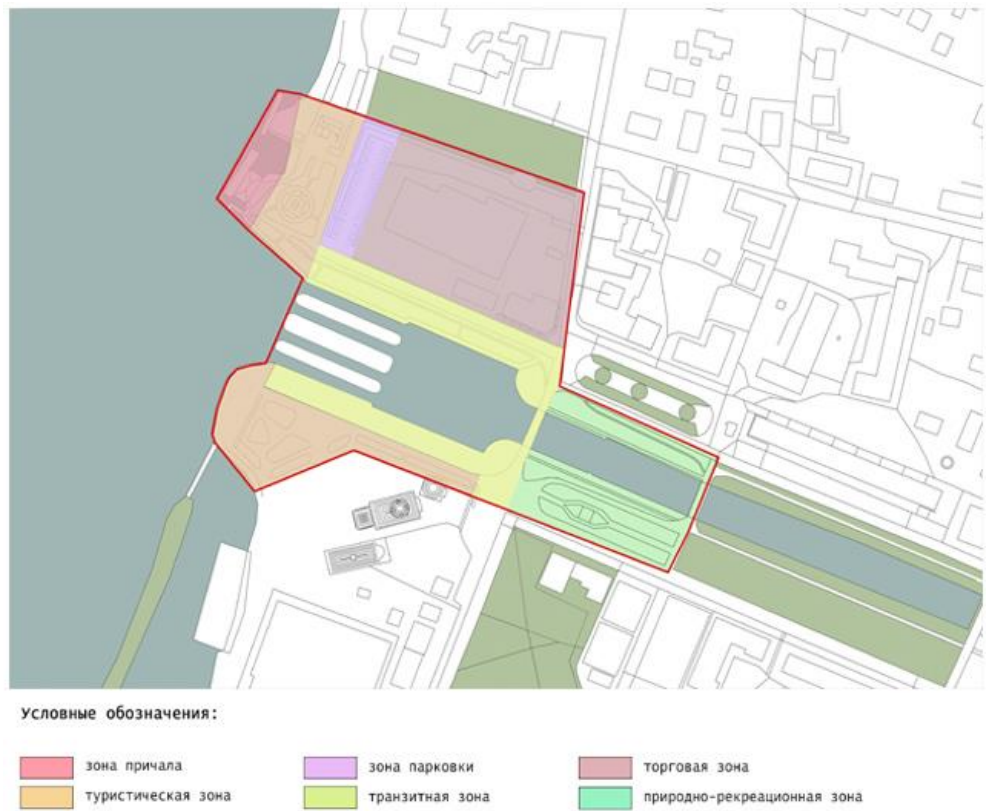 Условные обозначения:
зона причала
зона парковки
торговая зона
туристическая зона
транзитная зона
природно-рекреационная зона